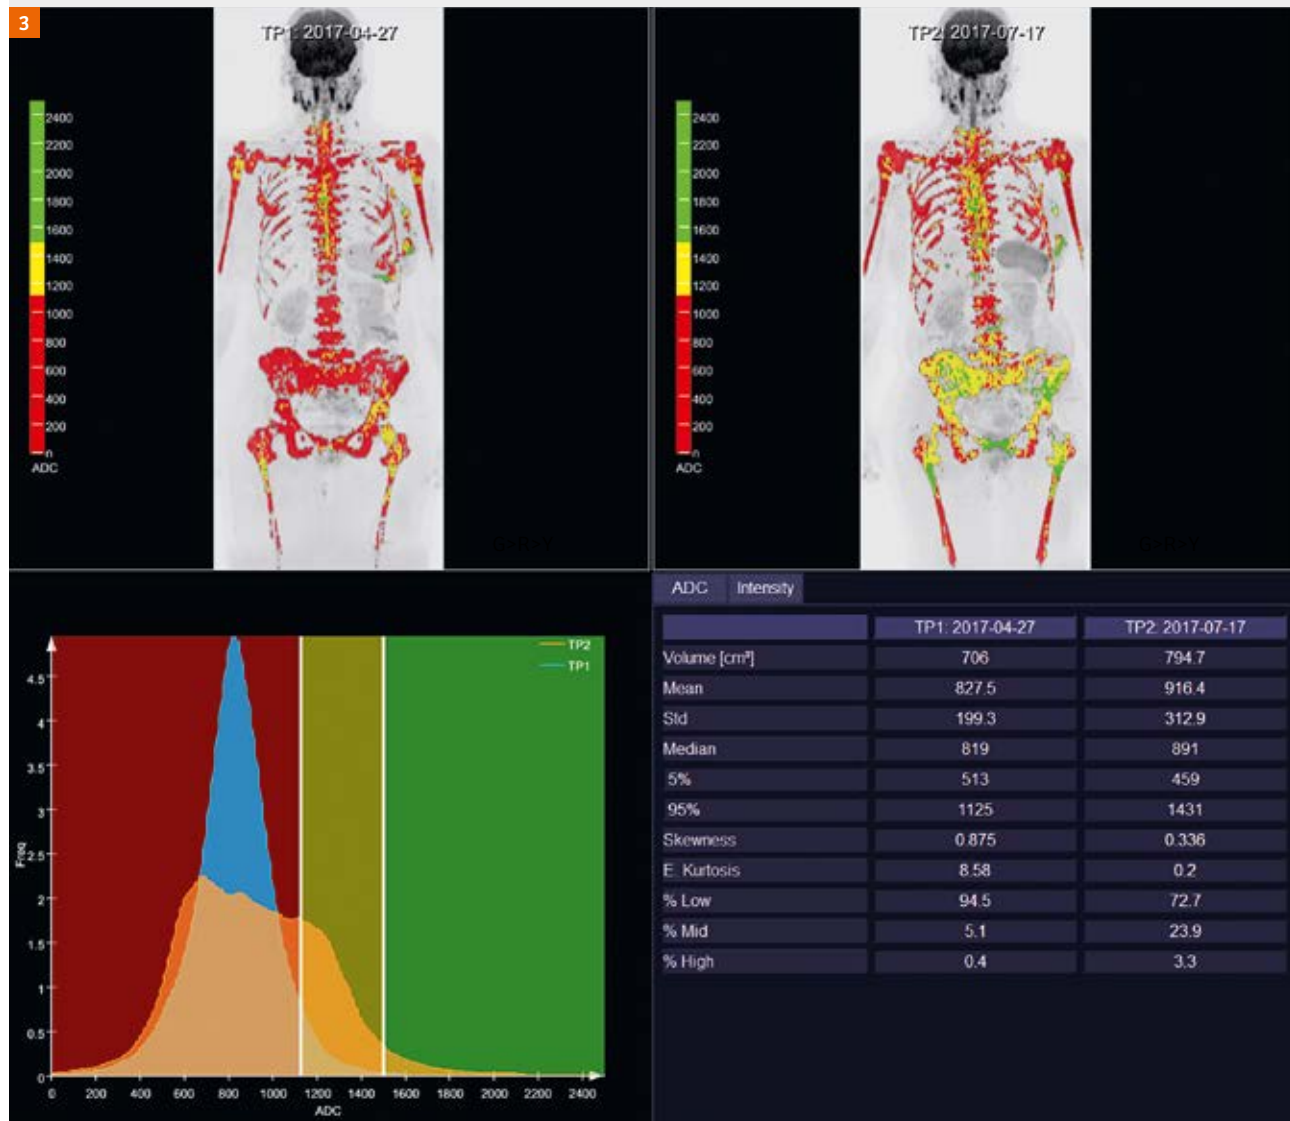 3
TP1: 2017-04-27
2400
2200
2000
1800
1600
1400
1200
1000
800
600
400
200
0
ADC
TP2: 2017-07-17
2400
2200
2000
1800
1600
1400
1200
1000
800
600
400
200
0
ADC
TP2
TP1
4.5
4
3.5
3
2.5
2
1.5
1
0.5
0
Freq
0 200 400 600 800 1000 1200 1400 1600 1800 2000 2200 2400
ADC
ADC Intensity
TP1: 2017-04-27 TP2: 2017-07-17
Volume [cm³] 706 794.7
Mean 827.5 916.4
Std 199.3 312.9
Median 819 891
5% 513 459
95% 1125 1431
Skewness 0.875 0.336
E. Kurtosis 8.58 0.2
% Low 94.5 72.7
% Mid 5.1 23.9
% High 0.4 3.3